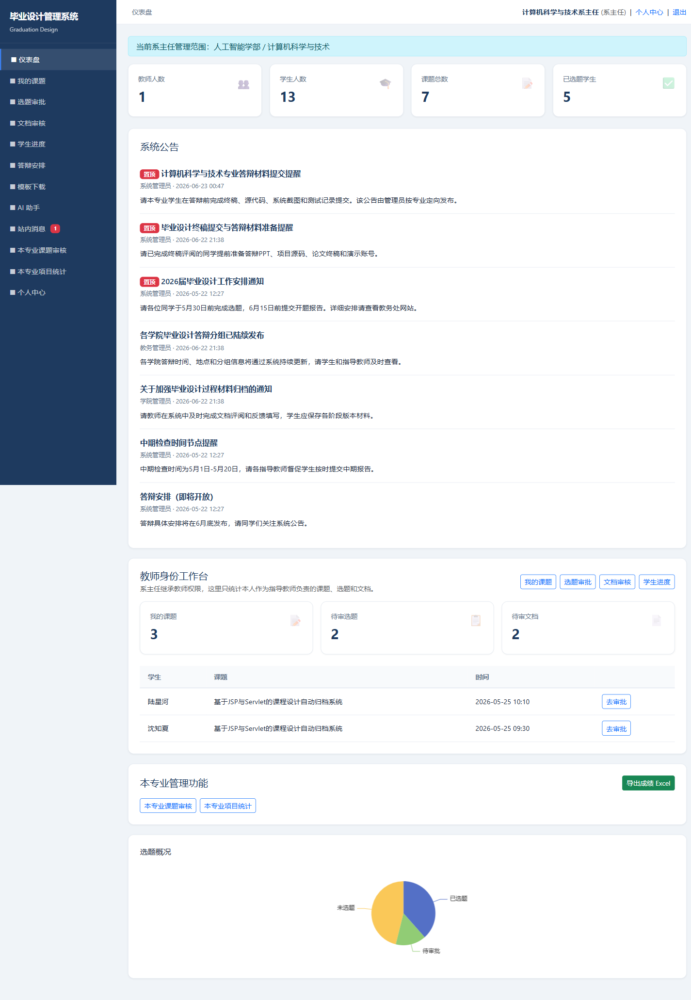 毕业设计管理系统
Graduation Design
仪表盘
我的课题
选题审批
文档审核
学生进度
答辩安排
模板下载
AI 助手
站内消息 1
本专业课题审核
本专业项目统计
个人中心
仪表盘
计算机科学与技术系主任 (系主任) | 个人中心 | 退出
当前系主任管理范围：人工智能学部 / 计算机科学与技术
教师人数
1
学生人数
13
课题总数
7
已选题学生
5
系统公告
置顶 计算机科学与技术专业答辩材料提交提醒
系统管理员 · 2026-06-23 00:47
请本专业学生在答辩前完成终稿、源代码、系统截图和测试记录提交。该公告由管理员按专业定向发布。
置顶 毕业设计终稿提交与答辩材料准备提醒
系统管理员 · 2026-06-22 21:38
请已完成终稿评阅的同学提前准备答辩PPT、项目源码、论文终稿和演示账号。
置顶 2026届毕业设计工作安排通知
系统管理员 · 2026-05-22 12:27
请各位同学于5月30日前完成选题，6月15日前提交开题报告。详细安排请查看教务处网站。
各学院毕业设计答辩分组已陆续发布
教务管理员 · 2026-06-22 21:38
各学院答辩时间、地点和分组信息将通过系统持续更新，请学生和指导教师及时查看。
关于加强毕业设计过程材料归档的通知
学院管理员 · 2026-06-22 21:38
请教师在系统中及时完成文档评阅和反馈填写，学生应保存各阶段版本材料。
中期检查时间节点提醒
系统管理员 · 2026-05-22 12:27
中期检查时间为5月1日-5月20日，请各指导教师督促学生按时提交中期报告。
答辩安排（即将开放）
系统管理员 · 2026-05-22 12:27
答辩具体安排将在6月底发布，请同学们关注系统公告。
教师身份工作台
系主任继承教师权限，这里只统计本人作为指导教师负责的课题、选题和文档。
我的课题 选题审批 文档审核 学生进度
我的课题
3
待审选题
2
待审文档
2
学生 课题 时间
陆星河 基于JSP与Servlet的课程设计自动归档系统 2026-05-25 10:10 去审批
沈知夏 基于JSP与Servlet的课程设计自动归档系统 2026-05-25 09:30 去审批
本专业管理功能
导出成绩 Excel
本专业课题审核 本专业项目统计
选题概况
已选题
未选题
待审批